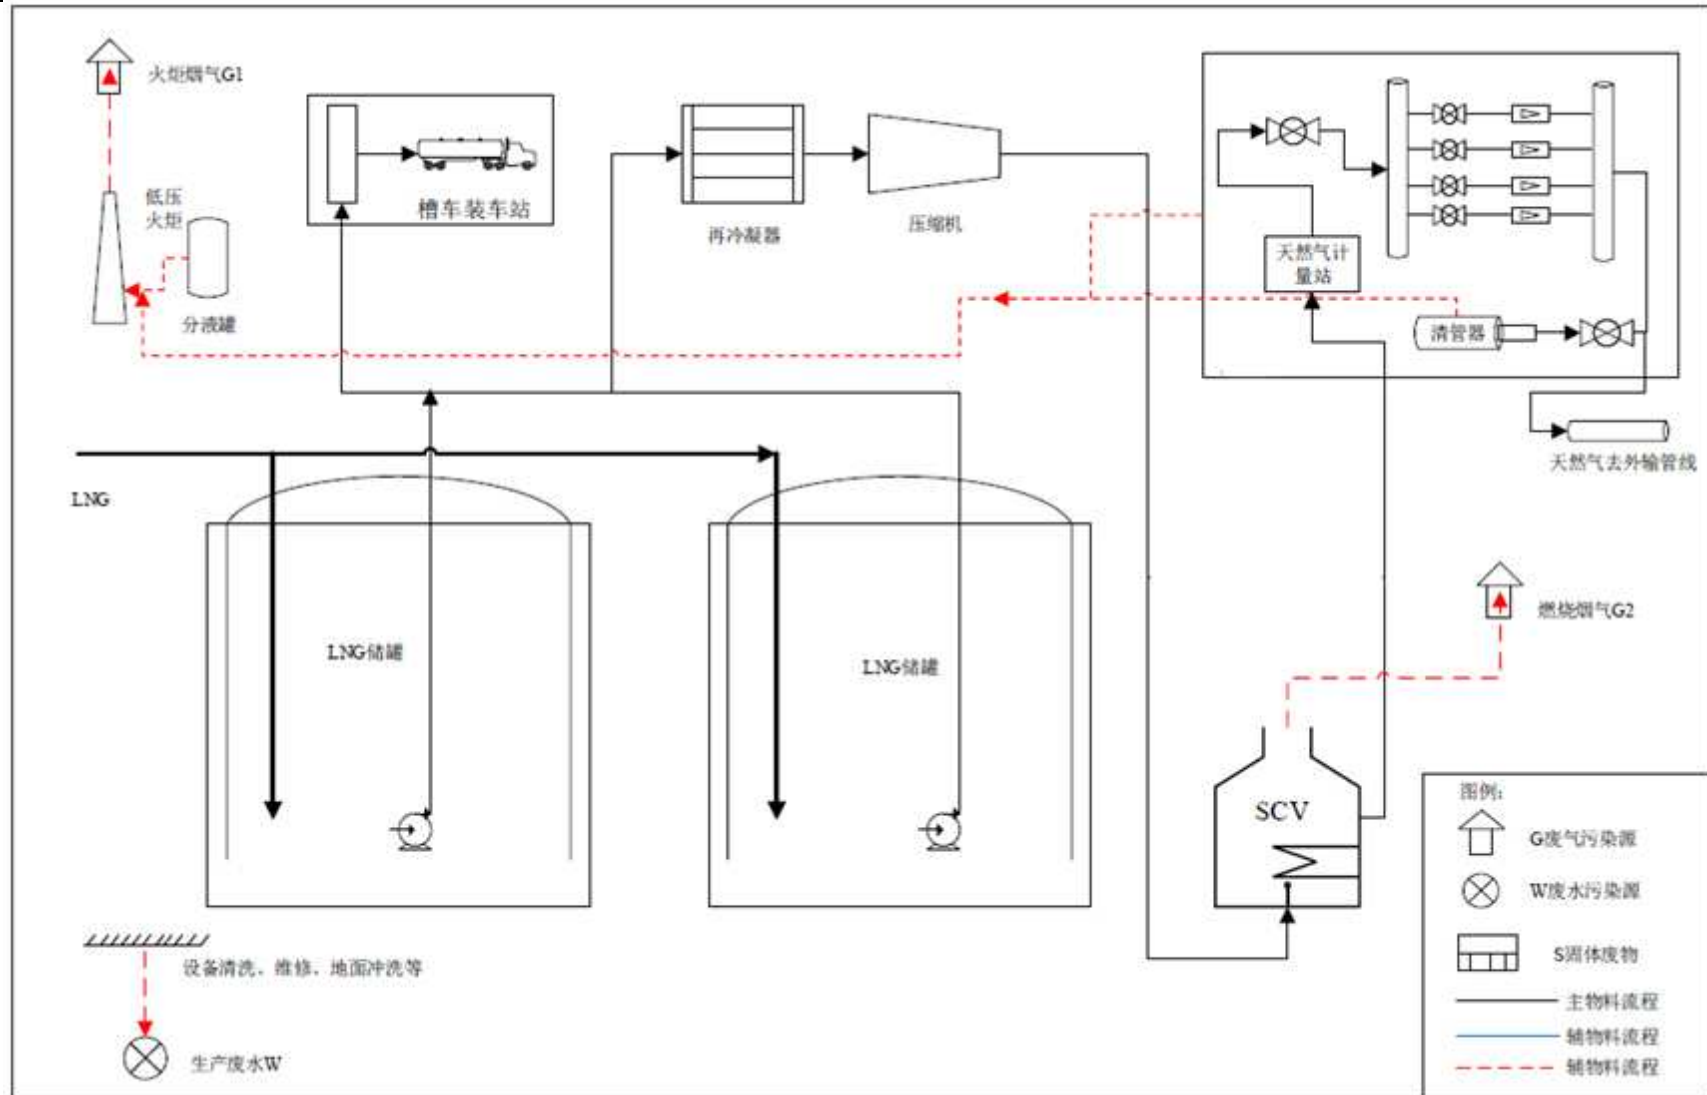 火炬烟气G1
低压
火炬
分液罐
槽车装车站
再冷凝器
压缩机
天然气计
量站
清管器
天然气去外输管线
LNG
LNG储罐
LNG储罐
燃烧烟气G2
SCV
设备清洗、维修、地面冲洗等
生产废水W
图例:
G废气污染源
W废水污染源
S固体废物
主物料流程
辅物料流程
辅物料流程